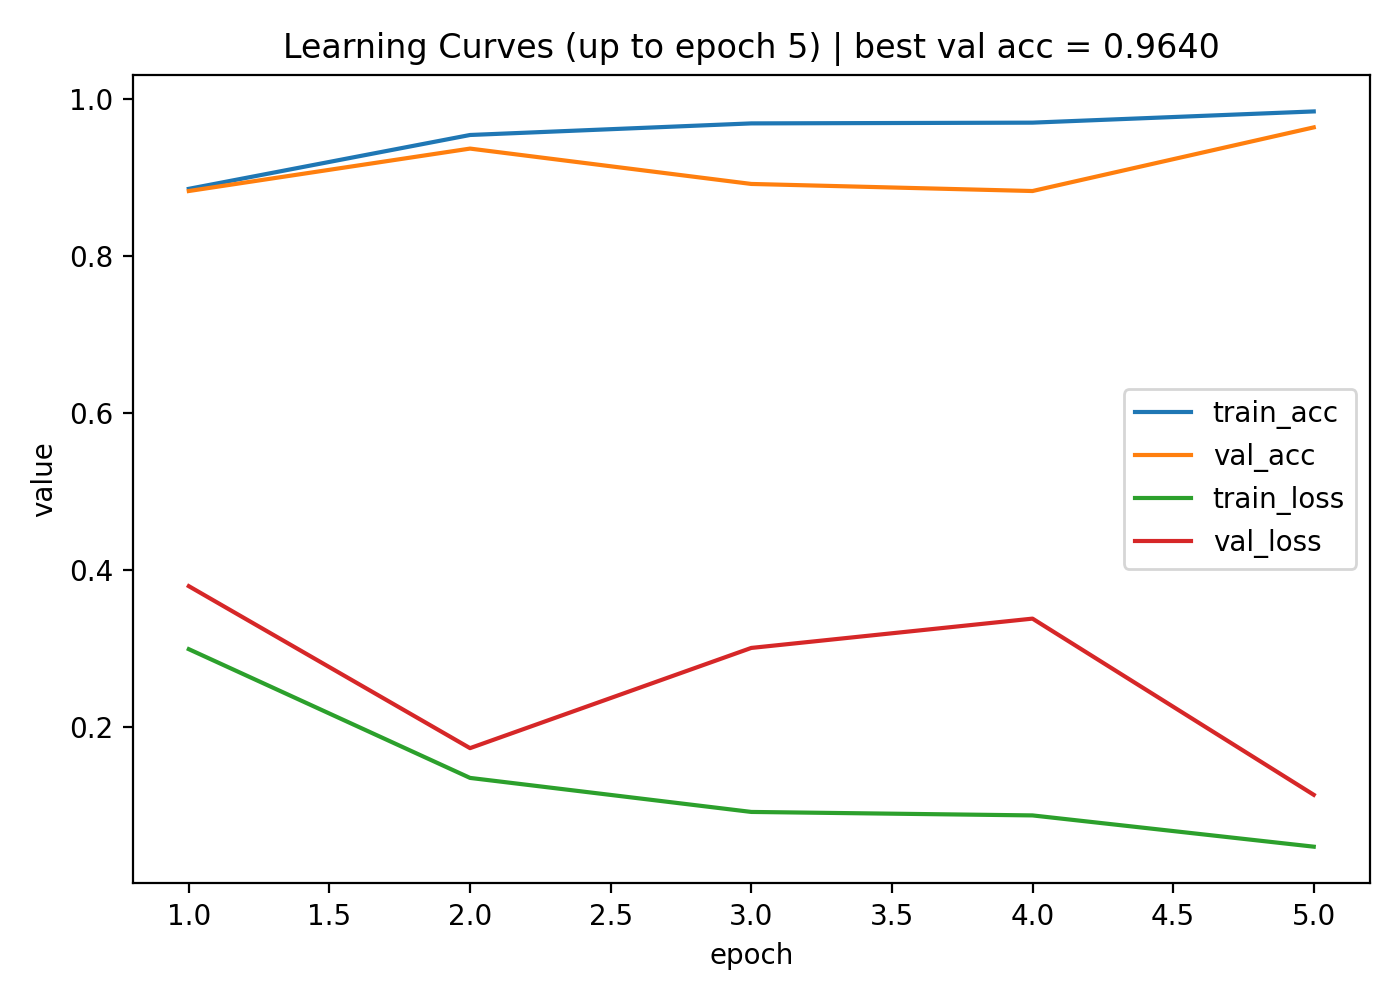 Learning Curves (up to epoch 5) | best val acc = 0.9640
1.0
0.8
0.6
0.4
0.2
value
train_acc
val_acc
train_loss
val_loss
1.0 1.5 2.0 2.5 3.0 3.5 4.0 4.5 5.0
epoch